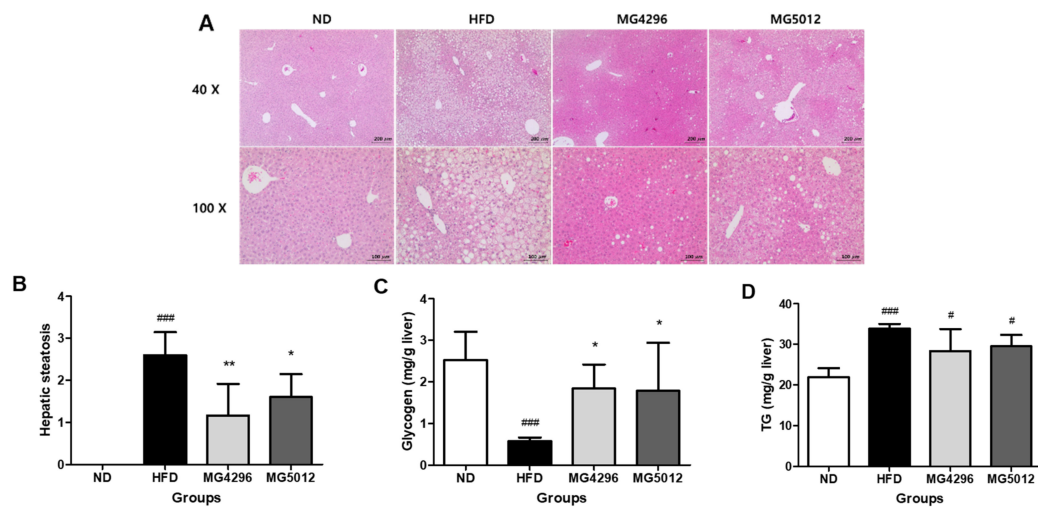 A
ND
HFD
MG4296
MG5012
40 X
200 μm
200 μm
200 μm
200 μm
100 X
100 μm
100 μm
100 μm
100 μm
B
Hepatic steatosis
4
3
2
1
0
###
**
*
ND
HFD
MG4296
MG5012
Groups
C
Glycogen (mg/g liver)
4
3
2
1
0
###
*
*
ND
HFD
MG4296
MG5012
Groups
D
TG (mg/g liver)
40
30
20
10
0
###
#
#
ND
HFD
MG4296
MG5012
Groups